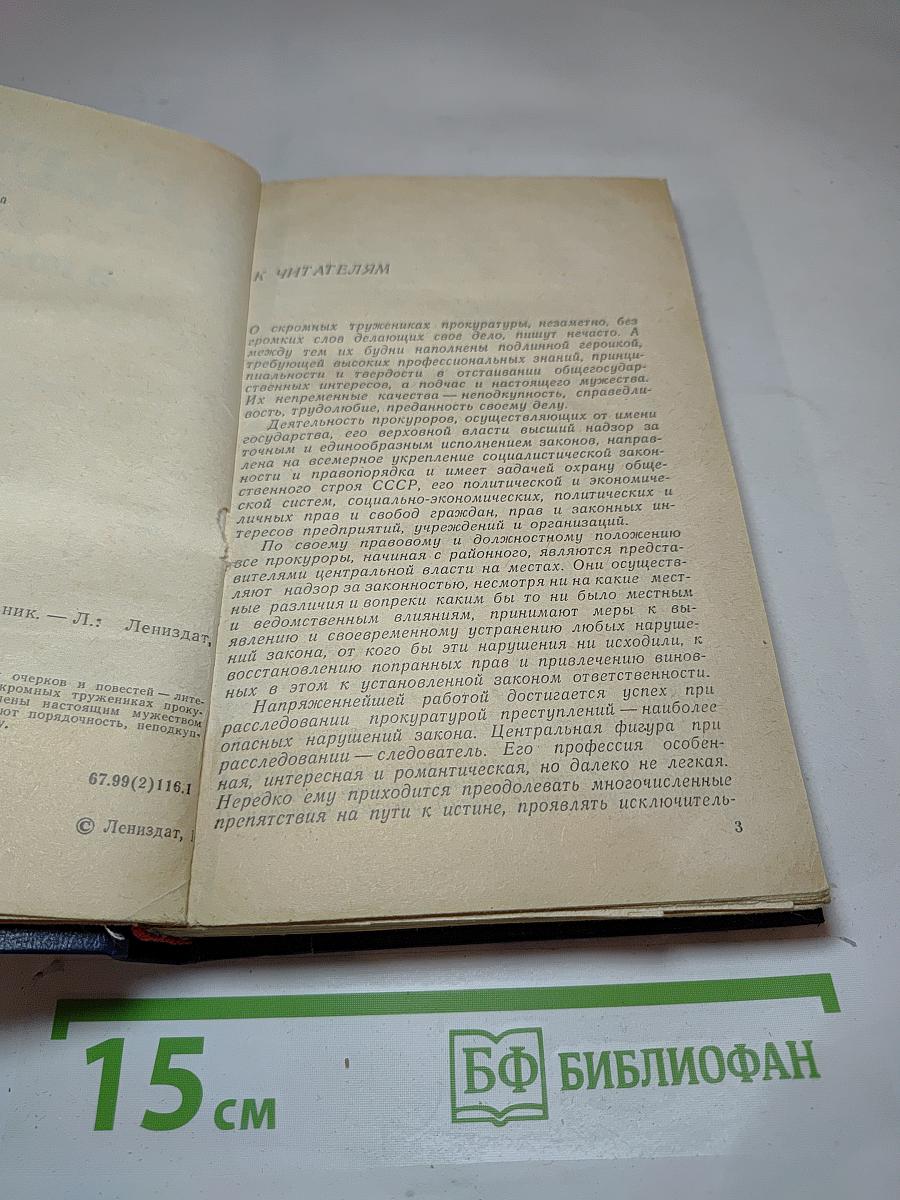 ник. — Л.: Лениздат,
очерков и повестей — лите-
скромных тружениках проку-
лены настоящим мужеством
ют порядочность, неподкуп-
у.
67.99(2)116.1
© Лениздат,
К ЧИТАТЕЛЯМ
О скромных тружениках прокуратуры, незаметно, без
громких слов делающих свое дело, пишут нечасто. А
между тем их будни наполнены подлинной героикой,
требующей высоких профессиональных знаний, принци-
пиальности и твердости в отстаивании общегосудар-
ственных интересов, а подчас и настоящего мужества.
Их непременные качества — неподкупность, справедли-
вость, трудолюбие, преданность своему делу.
Деятельность прокуроров, осуществляющих от имени
государства, его верховной власти высший надзор за
точным и единообразным исполнением законов, направ-
лена на всемерное укрепление социалистической закон-
ности и правопорядка и имеет задачей охрану обще-
ственного строя СССР, его политической и экономиче-
ской систем, социально-экономических, политических и
личных прав и свобод граждан, прав и законных ин-
тересов предприятий, учреждений и организаций.
По своему правовому и должностному положению
все прокуроры, начиная с районного, являются предста-
вителями центральной власти на местах. Они осуществ-
ляют надзор за законностью, несмотря ни на какие мест-
ные различия и вопреки каким бы то ни было местным
и ведомственным влияниям, принимают меры к вы-
явлению и своевременному устранению любых наруше-
ний закона, от кого бы эти нарушения ни исходили, к
восстановлению попранных прав и привлечению винов-
ных в этом к установленной законом ответственности.
Напряженнейшей работой достигается успех при
расследовании прокуратурой преступлений — наиболее
опасных нарушений закона. Центральная фигура при
расследовании — следователь. Его профессия особен-
ная, интересная и романтическая, но далеко не легкая.
Нередко ему приходится преодолевать многочисленные
препятствия на пути к истине, проявлять исключитель-
3
15 см
БФ БИБЛИОФАН